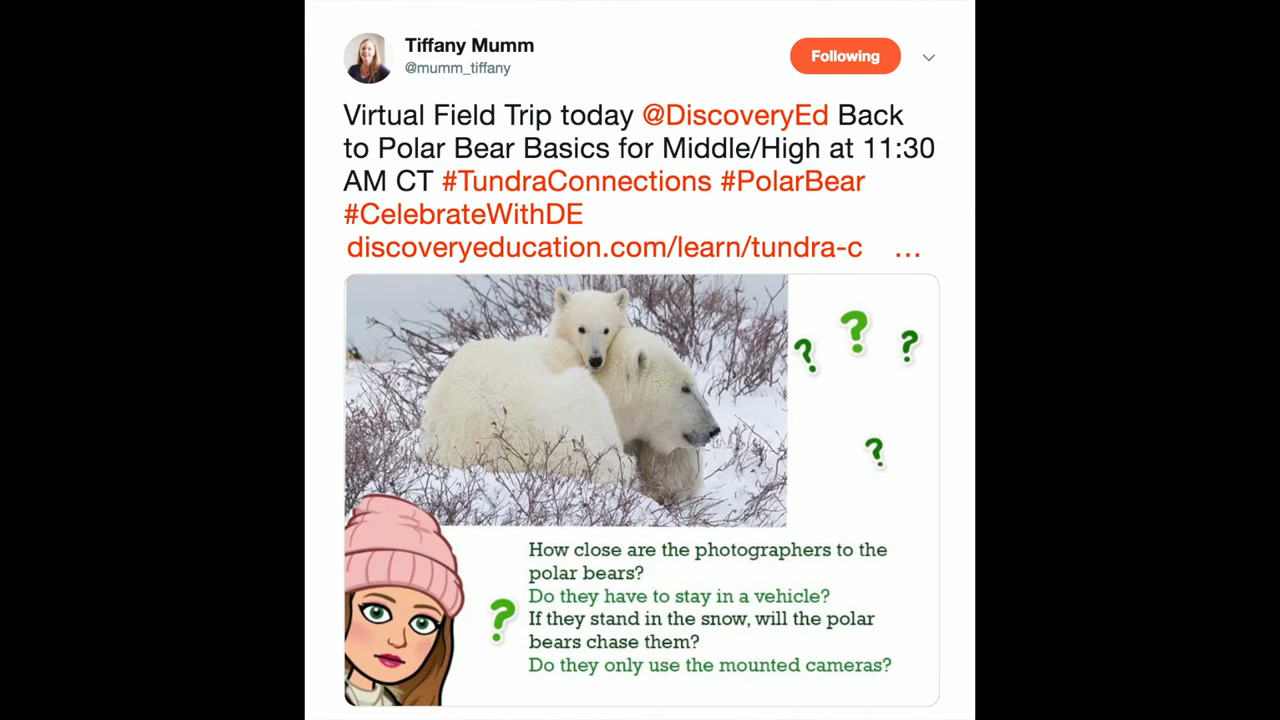 Tiffany Mumm
@mumm_tiffany
Following
Virtual Field Trip today @DiscoveryEd Back
to Polar Bear Basics for Middle/High at 11:30
AM CT #TundraConnections #PolarBear
#CelebrateWithDE
discoveryeducation.com/learn/tundra-c …
? ? ?
?
How close are the photographers to the
polar bears?
Do they have to stay in a vehicle?
? If they stand in the snow, will the polar
bears chase them?
Do they only use the mounted cameras?